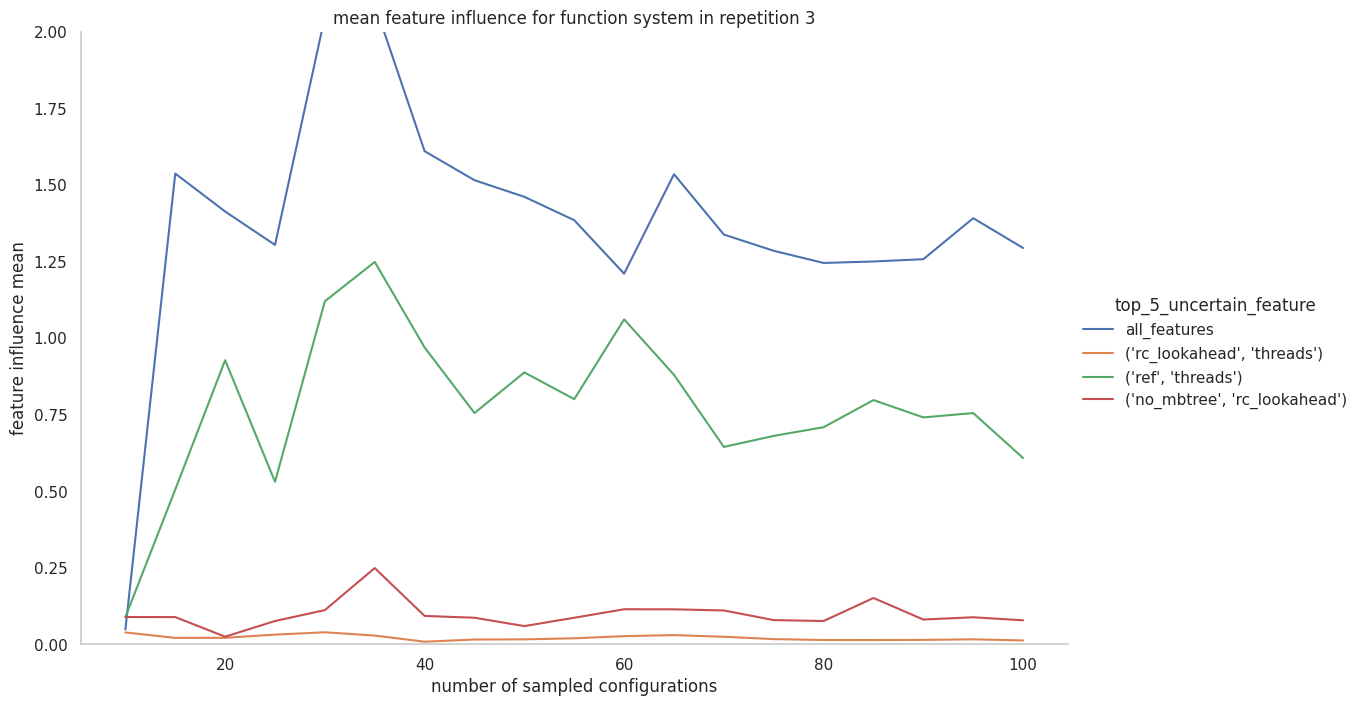 mean feature influence for function system in repetition 3
2.00
1.75
1.50
1.25
1.00
0.75
0.50
0.25
0.00
feature influence mean
20
40
60
80
100
number of sampled configurations
top_5_uncertain_feature
all_features
('rc_lookahead', 'threads')
('ref', 'threads')
('no_mbtree', 'rc_lookahead')